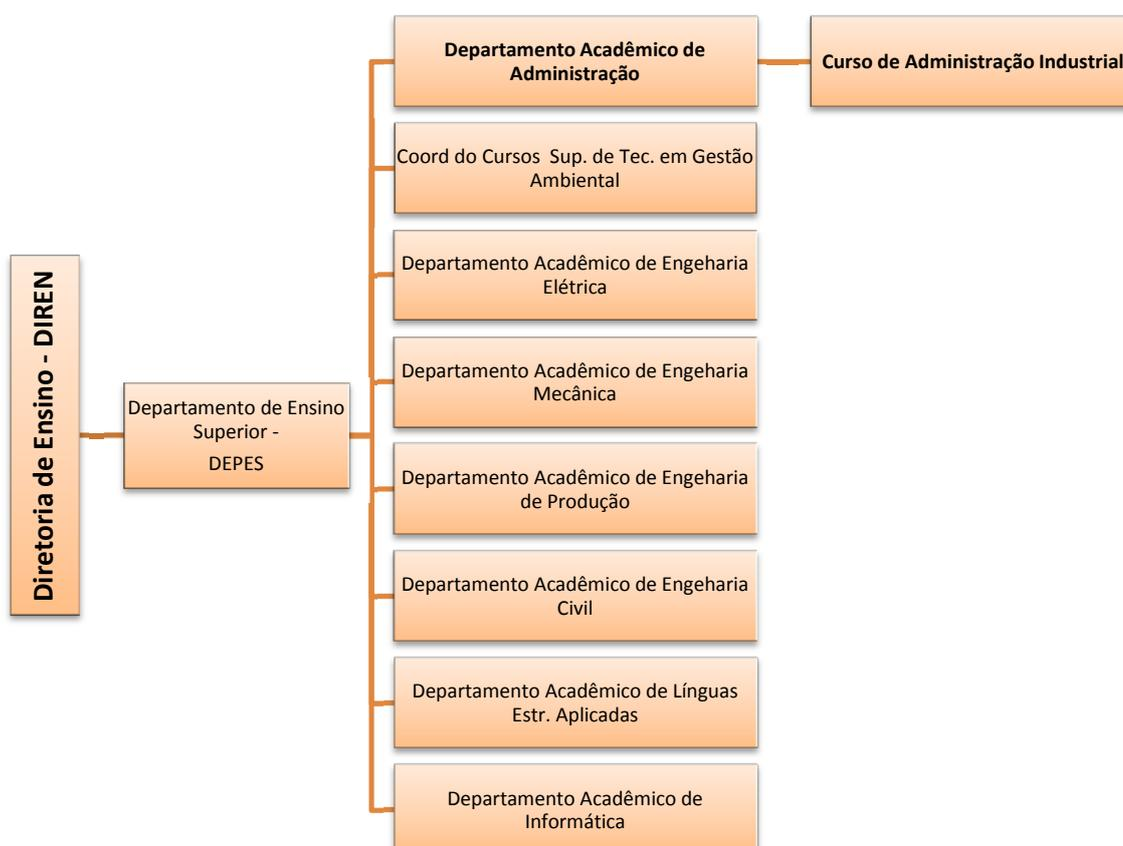 Departamento Acadêmico de
Administração
Curso de Administração Industrial
Coord do Cursos Sup. de Tec. em Gestão
Ambiental
Departamento Acadêmico de Engeharia
Elétrica
Diretoria de Ensino - DIREN
Departamento Acadêmico de Engeharia
Mecânica
Departamento de Ensino
Superior -
DEPES
Departamento Acadêmico de Engeharia
de Produção
Departamento Acadêmico de Engeharia
Civil
Departamento Acadêmico de Línguas
Estr. Aplicadas
Departamento Acadêmico de
Informática